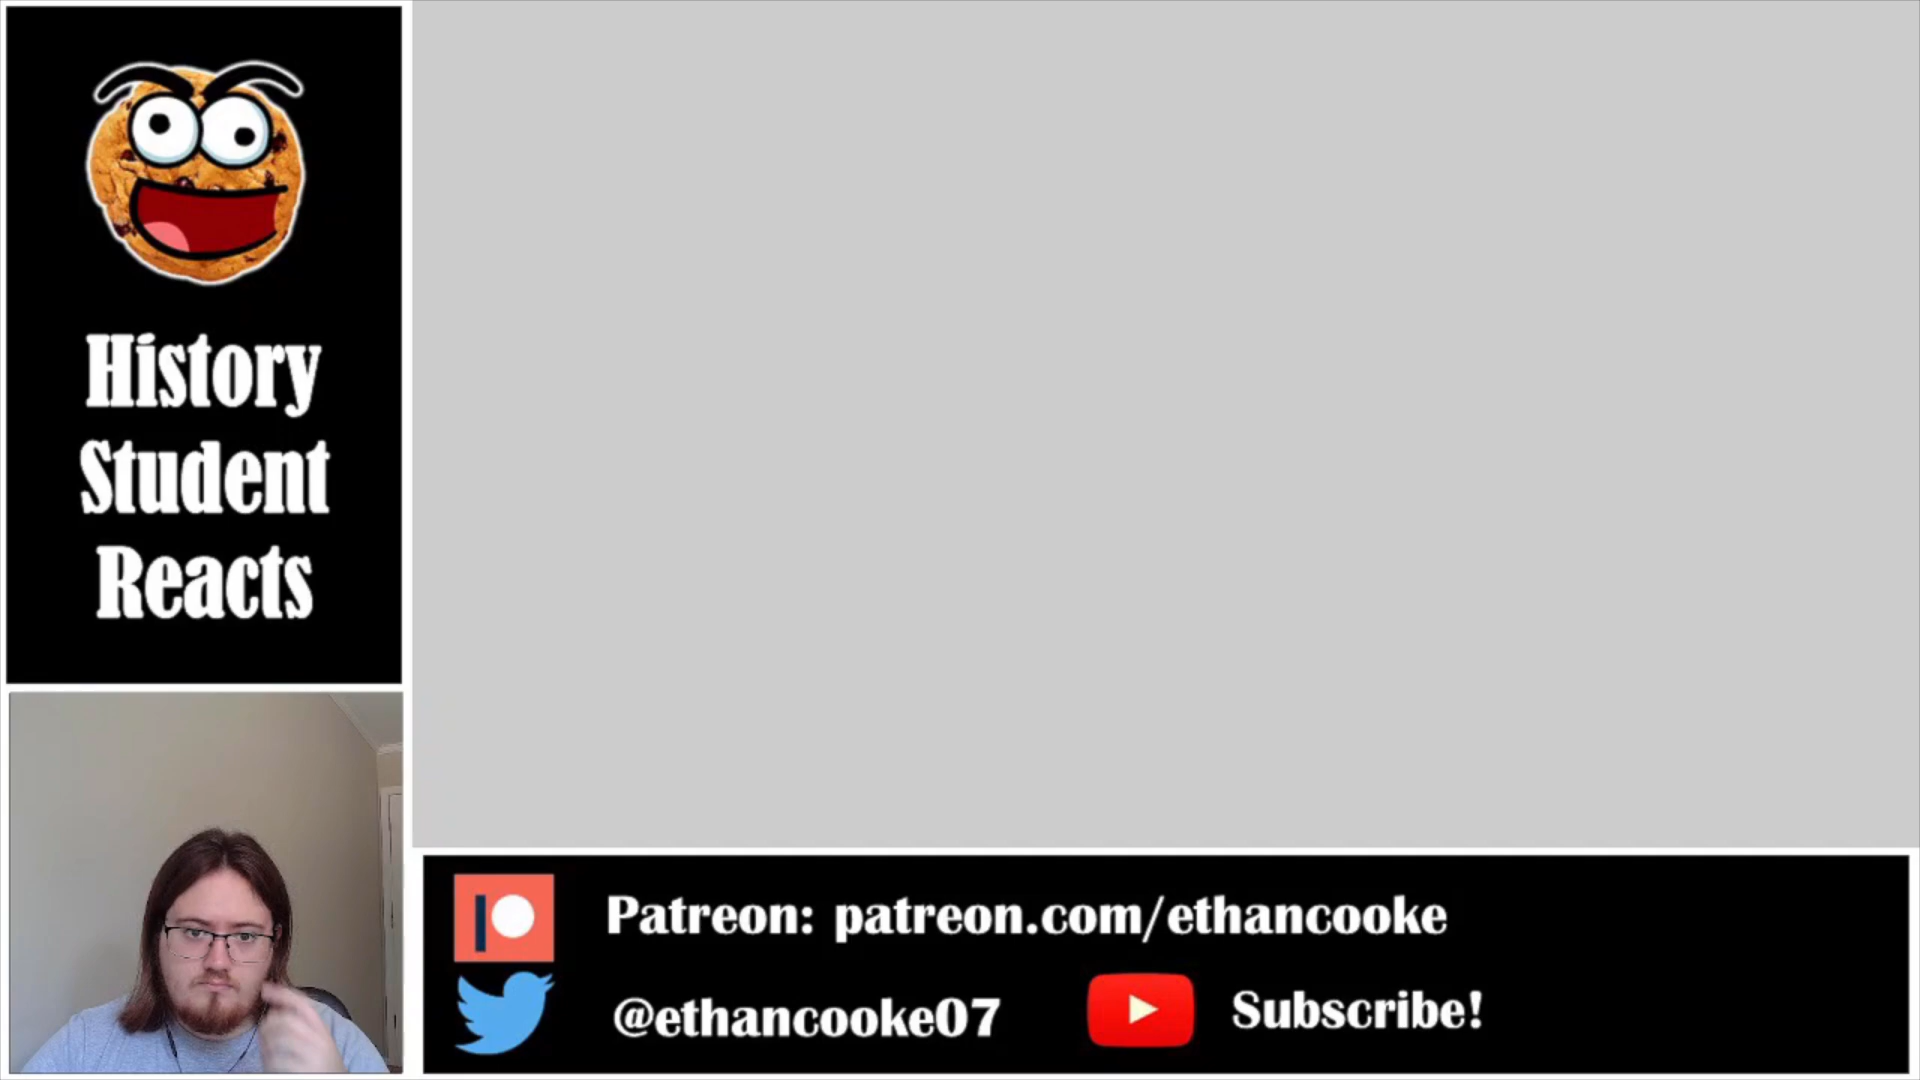 History
Student
Reacts
Patreon: patreon.com/ethancooke
@ethancooke07
Subscribe!